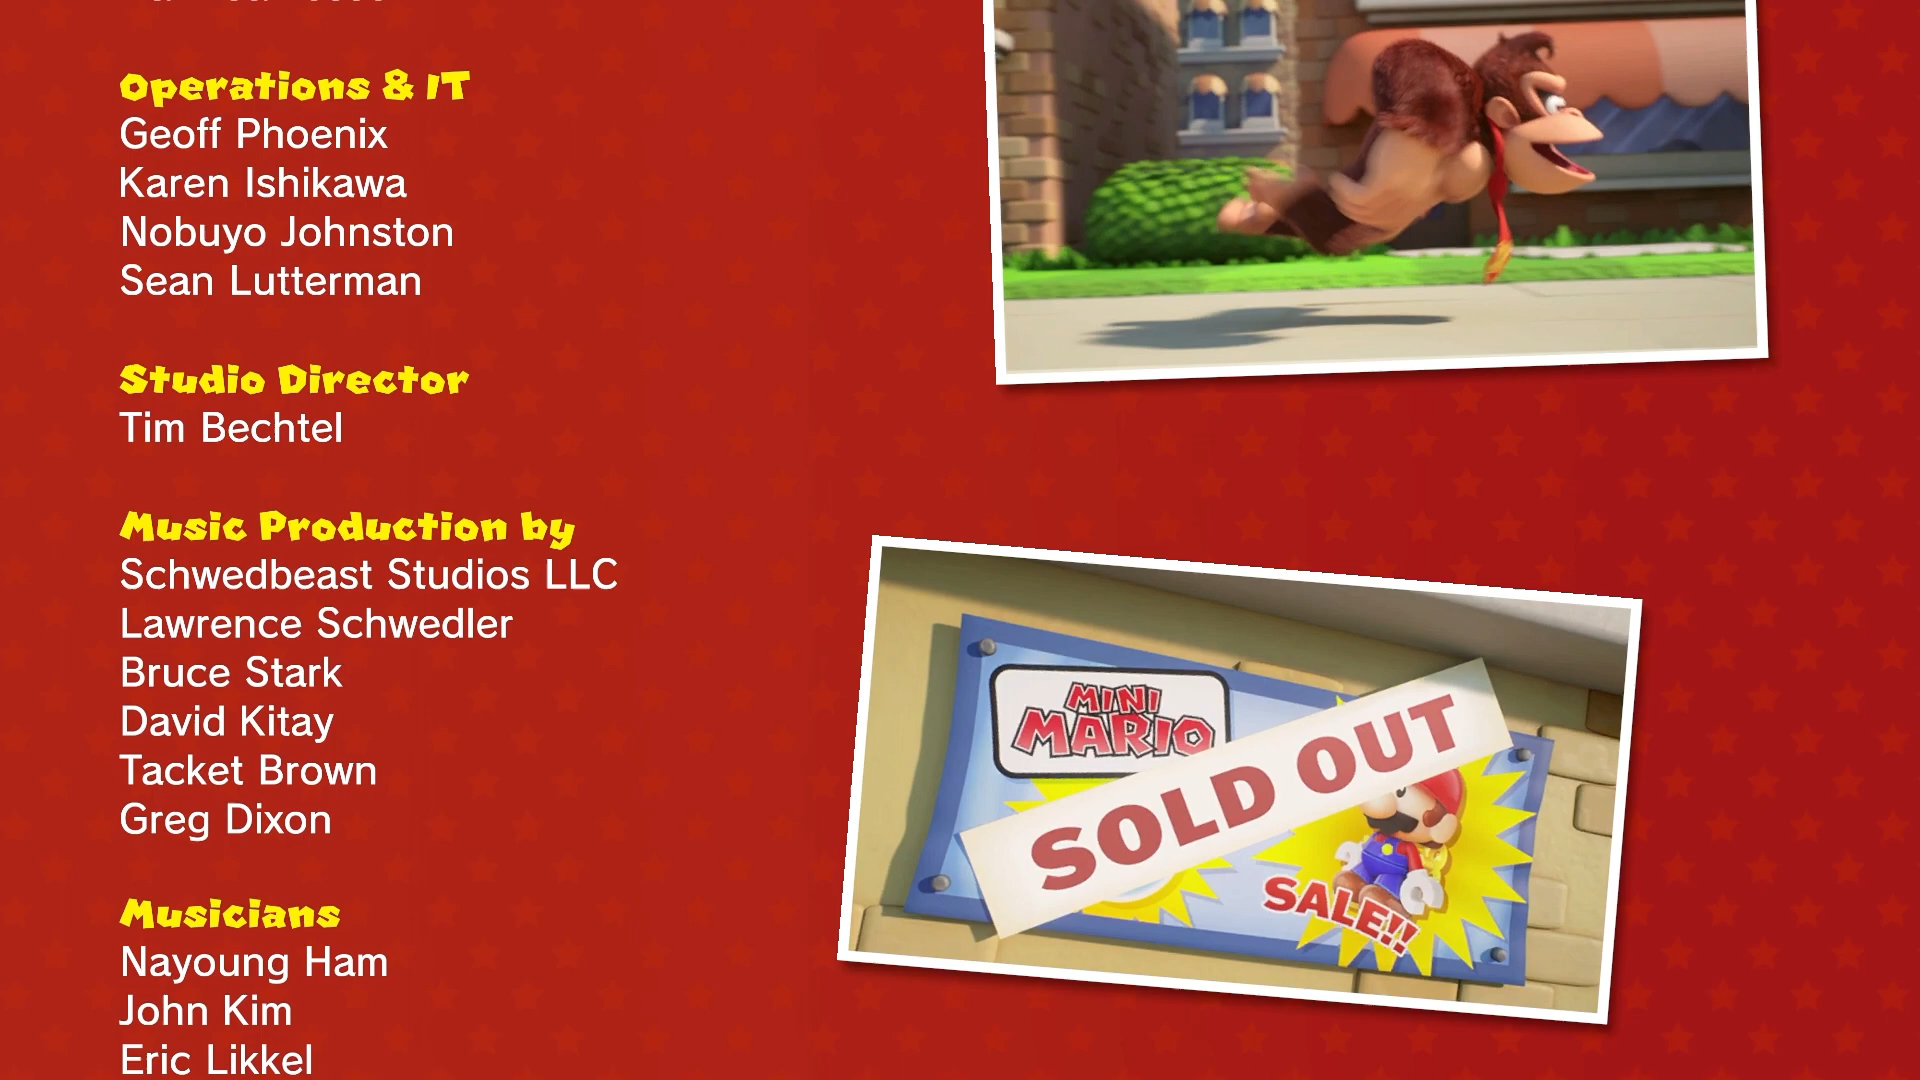 Operations & IT
Geoff Phoenix
Karen Ishikawa
Nobuyo Johnston
Sean Lutterman
Studio Director
Tim Bechtel
Music Production by
Schwedbeast Studios LLC
Lawrence Schwedler
Bruce Stark
David Kitay
Tacket Brown
Greg Dixon
Musicians
Nayoung Ham
John Kim
Eric Likkel
MINI
MARIO
SOLD OUT
SALE!!